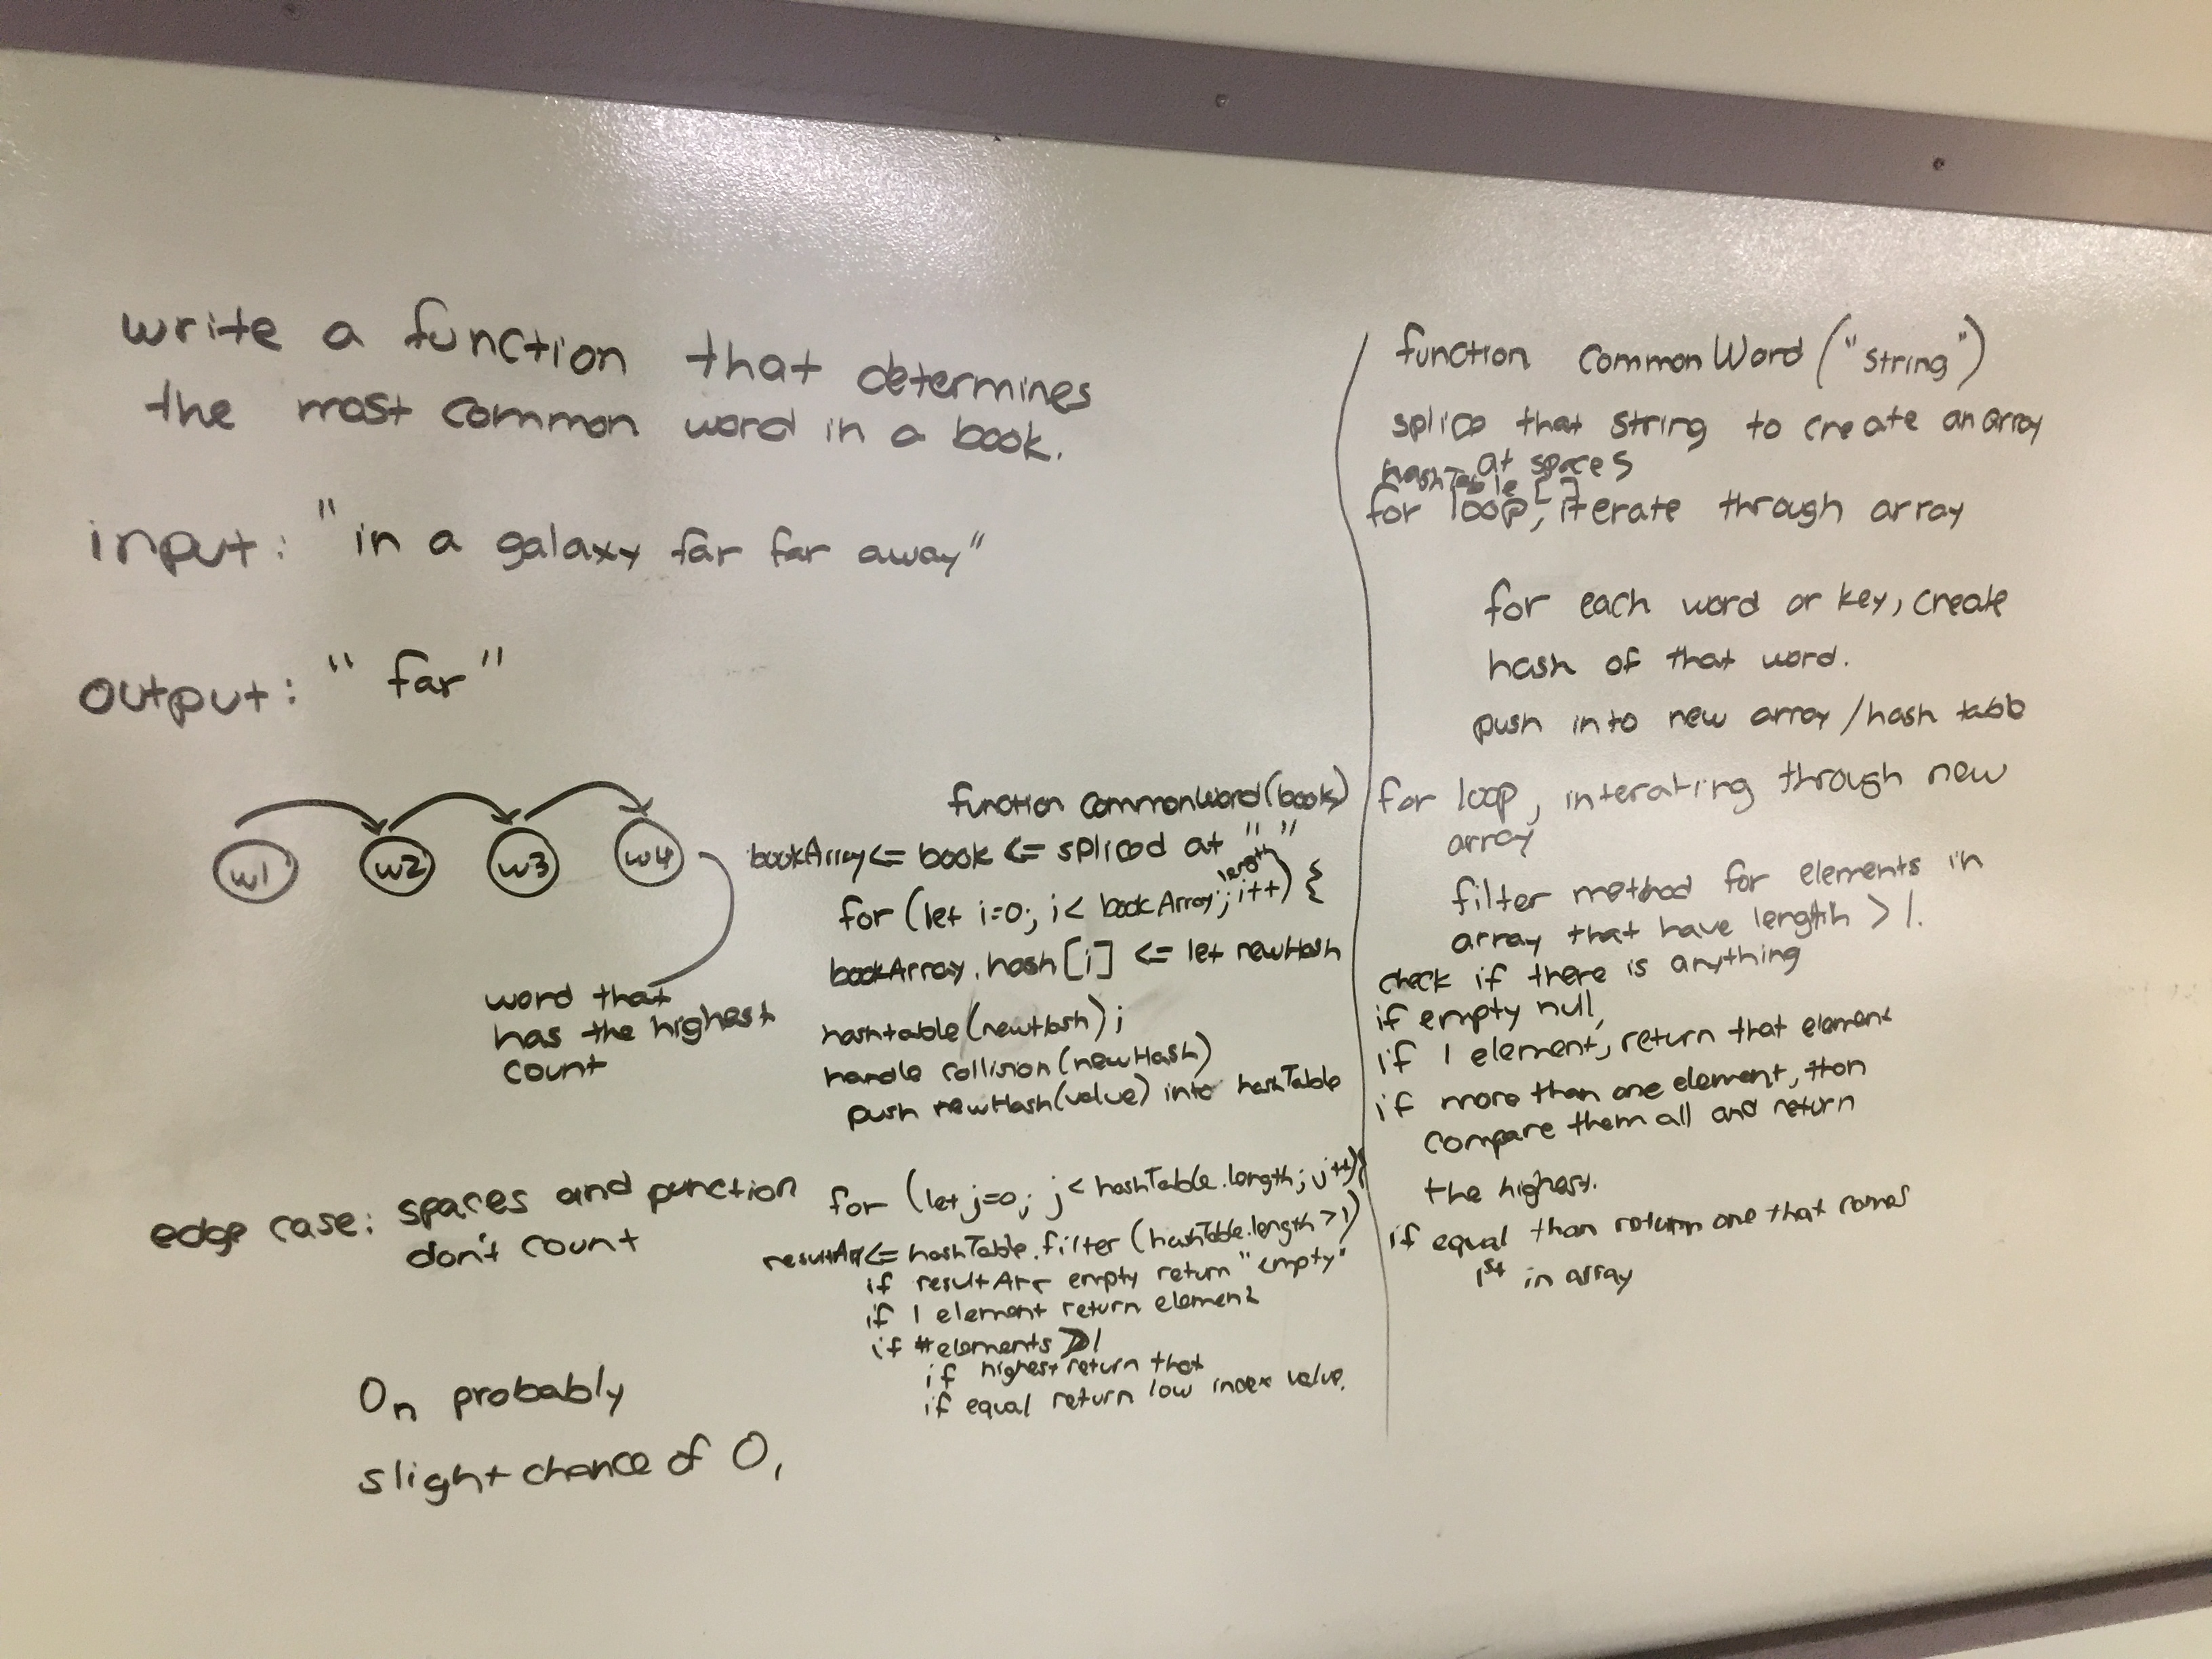 write a function that determines
the most common word in a book.
input: "in a galaxy far far away"
output: "far"
w1 w2 w3 w4
word that
has the highest
count
edge case: spaces and punction
don't count
On probably
slight chance of O1
function commonWord(book)
bookArray <= book <= spliced at " "
for (let i=0; i< bookArray.length; i++) {
bookArray.hash[i] <= let newHash
hashtable(newHash);
handle collision(newHash)
push newHash(value) into hashTable
for (let j=0; j< hashTable.length; j++){
resultArr <= hashTable.filter (hashTable.length >1)
if resultArr empty return "empty"
if 1 element return element
if #elements >1
if highest return that
if equal return low index value.
function commonWord ("string")
splice that string to create an array
at spaces
hashTable []
for loop, iterate through array
for each word or key, create
hash of that word.
push into new array/hash table
for loop, interating through new
array
filter method for elements in
array that have length > 1.
check if there is anything
if empty null,
if 1 element, return that element
if more than one element, then
compare them all and return
the highest.
if equal than return one that comes
1st in array